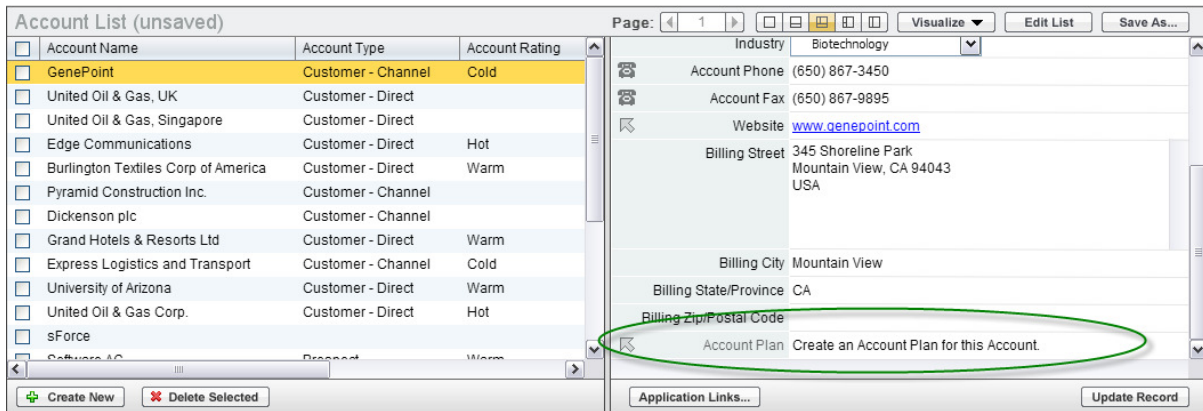 Account List (unsaved)
Page: 1 Visualize Edit List Save As...
Account Name Account Type Account Rating
GenePoint Customer - Channel Cold
United Oil & Gas, UK Customer - Direct
United Oil & Gas, Singapore Customer - Direct
Edge Communications Customer - Direct Hot
Burlington Textiles Corp of America Customer - Direct Warm
Pyramid Construction Inc. Customer - Channel
Dickenson plc Customer - Channel
Grand Hotels & Resorts Ltd Customer - Direct Warm
Express Logistics and Transport Customer - Channel Cold
University of Arizona Customer - Direct Warm
United Oil & Gas Corp. Customer - Direct Hot
sForce
Software AG Prospect Warm
Create New Delete Selected
Industry Biotechnology
Account Phone (650) 867-3450
Account Fax (650) 867-9895
Website www.genepoint.com
Billing Street 345 Shoreline Park
Mountain View, CA 94043
USA
Billing City Mountain View
Billing State/Province CA
Billing Zip/Postal Code
Account Plan Create an Account Plan for this Account.
Application Links... Update Record